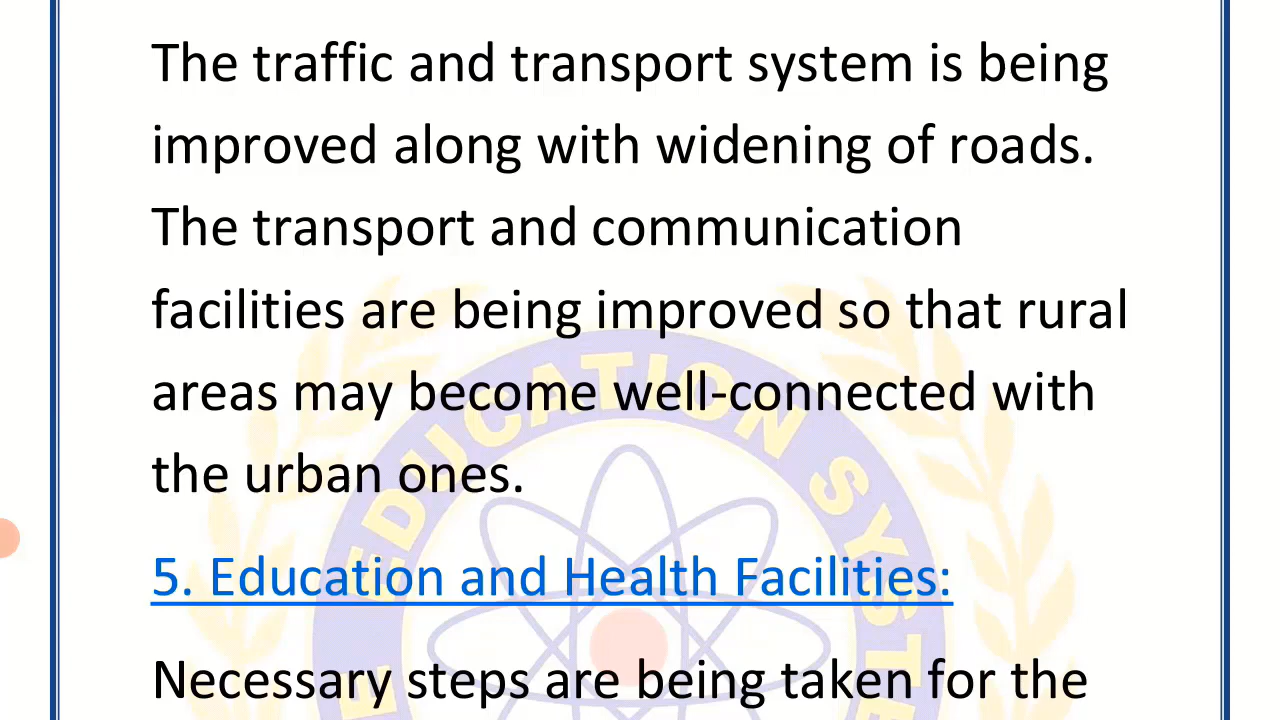 The traffic and transport system is being
improved along with widening of roads.
The transport and communication
facilities are being improved so that rural
areas may become well-connected with
the urban ones.
5. Education and Health Facilities:
Necessary steps are being taken for the
EDUCATION SYSTE